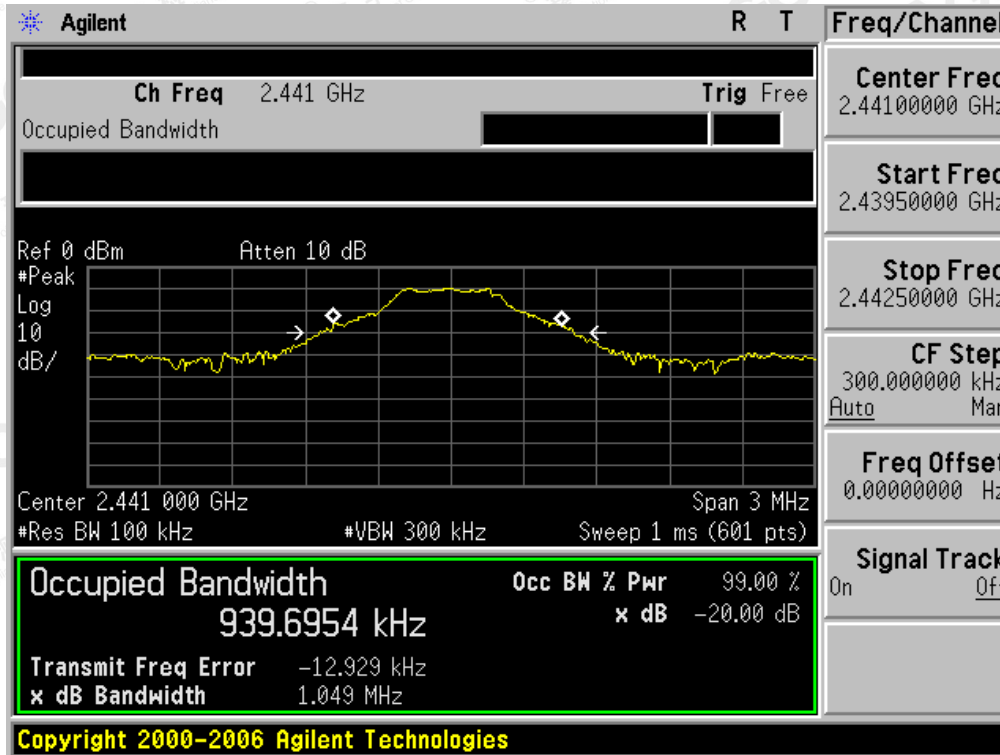 Agilent R T
Freq/Channel
Ch Freq 2.441 GHz Trig Free
Occupied Bandwidth
Center Freq
2.44100000 GHz
Start Freq
2.43950000 GHz
Stop Freq
2.44250000 GHz
CF Step
300.000000 kHz
Auto Man
Freq Offset
0.00000000 Hz
Signal Track
On Off
Ref 0 dBm Atten 10 dB
#Peak
Log
10
dB/
Center 2.441 000 GHz Span 3 MHz
#Res BW 100 kHz #VBW 300 kHz Sweep 1 ms (601 pts)
Occupied Bandwidth
939.6954 kHz
Occ BW % Pwr 99.00 %
x dB -20.00 dB
Transmit Freq Error -12.929 kHz
x dB Bandwidth 1.049 MHz
Copyright 2000-2006 Agilent Technologies